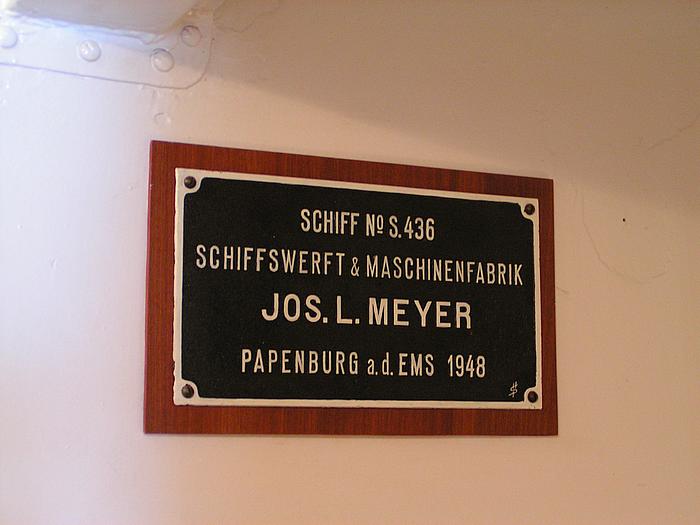 SCHIFF Nº S.436
SCHIFFSWERFT & MASCHINENFABRIK
JOS. L. MEYER
PAPENBURG a.d. EMS 1948